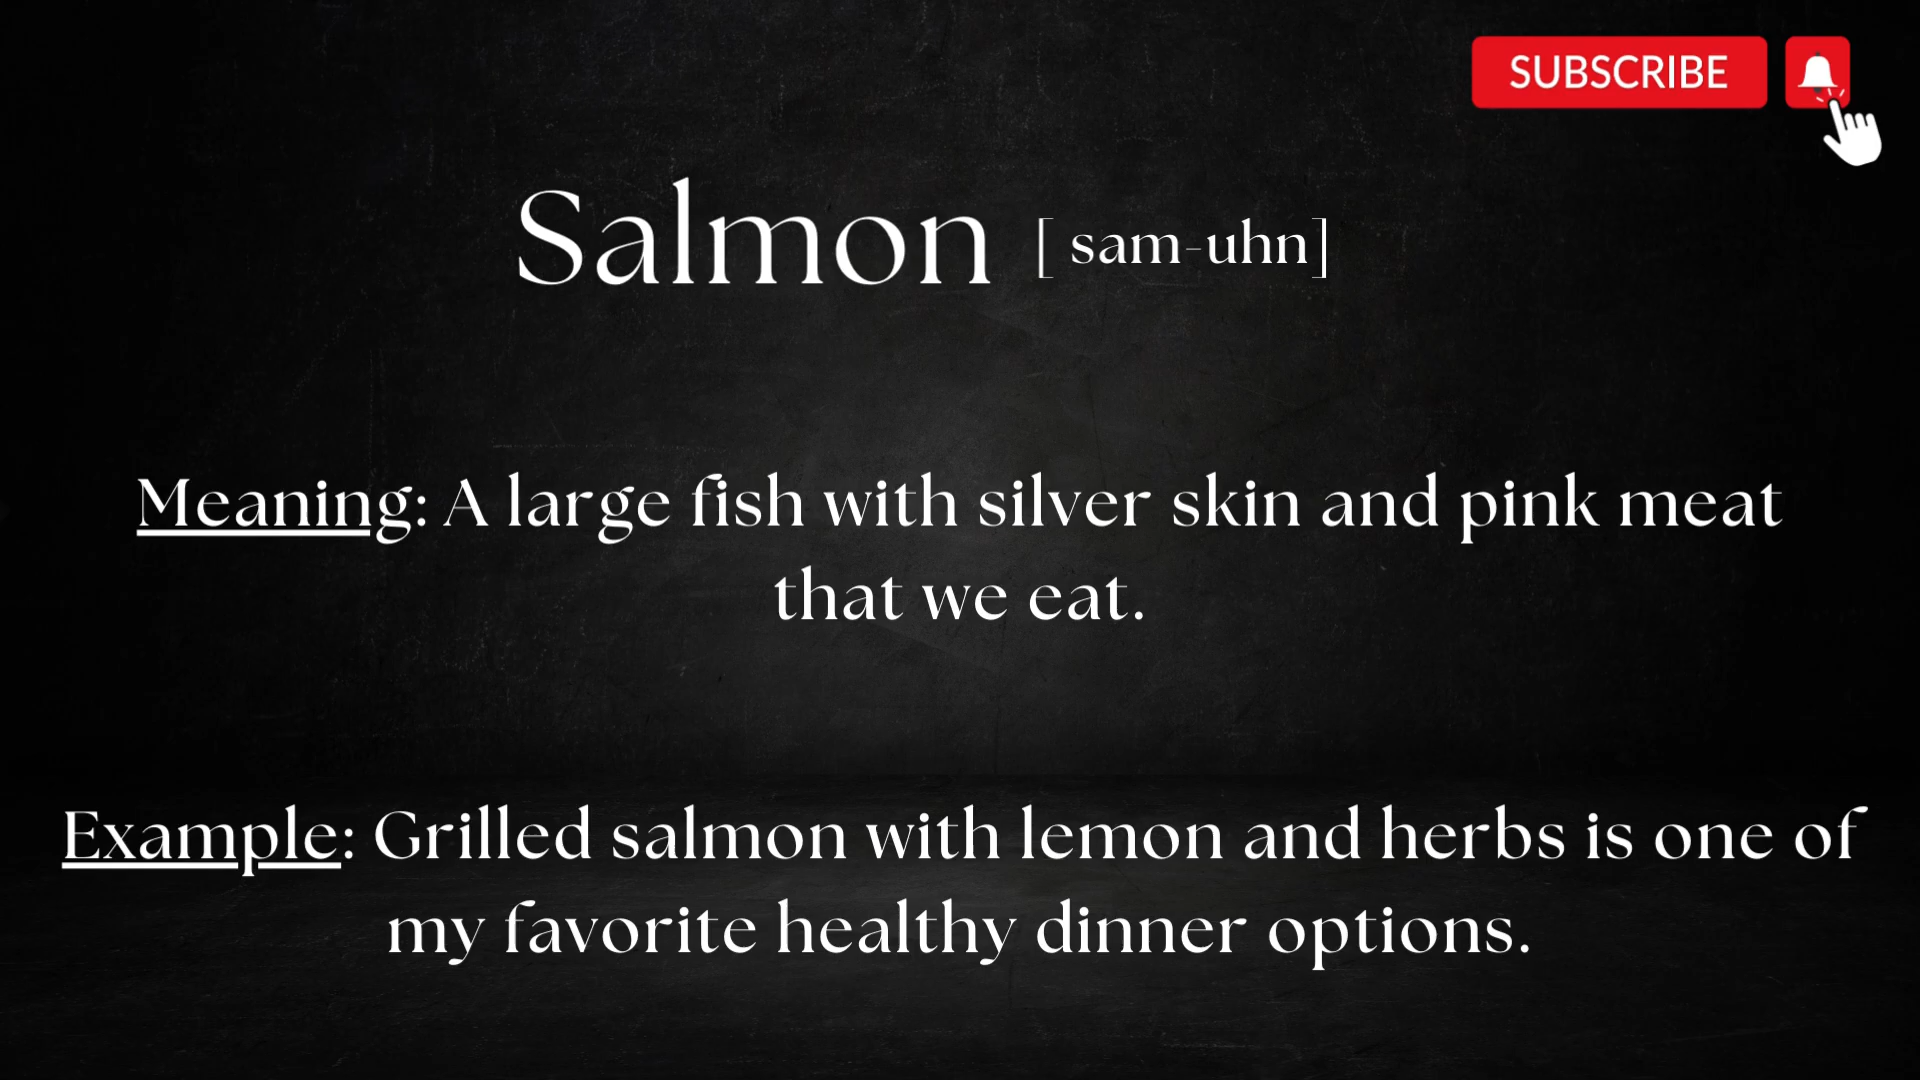 SUBSCRIBE
Salmon [ sam-uhn]
Meaning: A large fish with silver skin and pink meat
that we eat.
Example: Grilled salmon with lemon and herbs is one of
my favorite healthy dinner options.